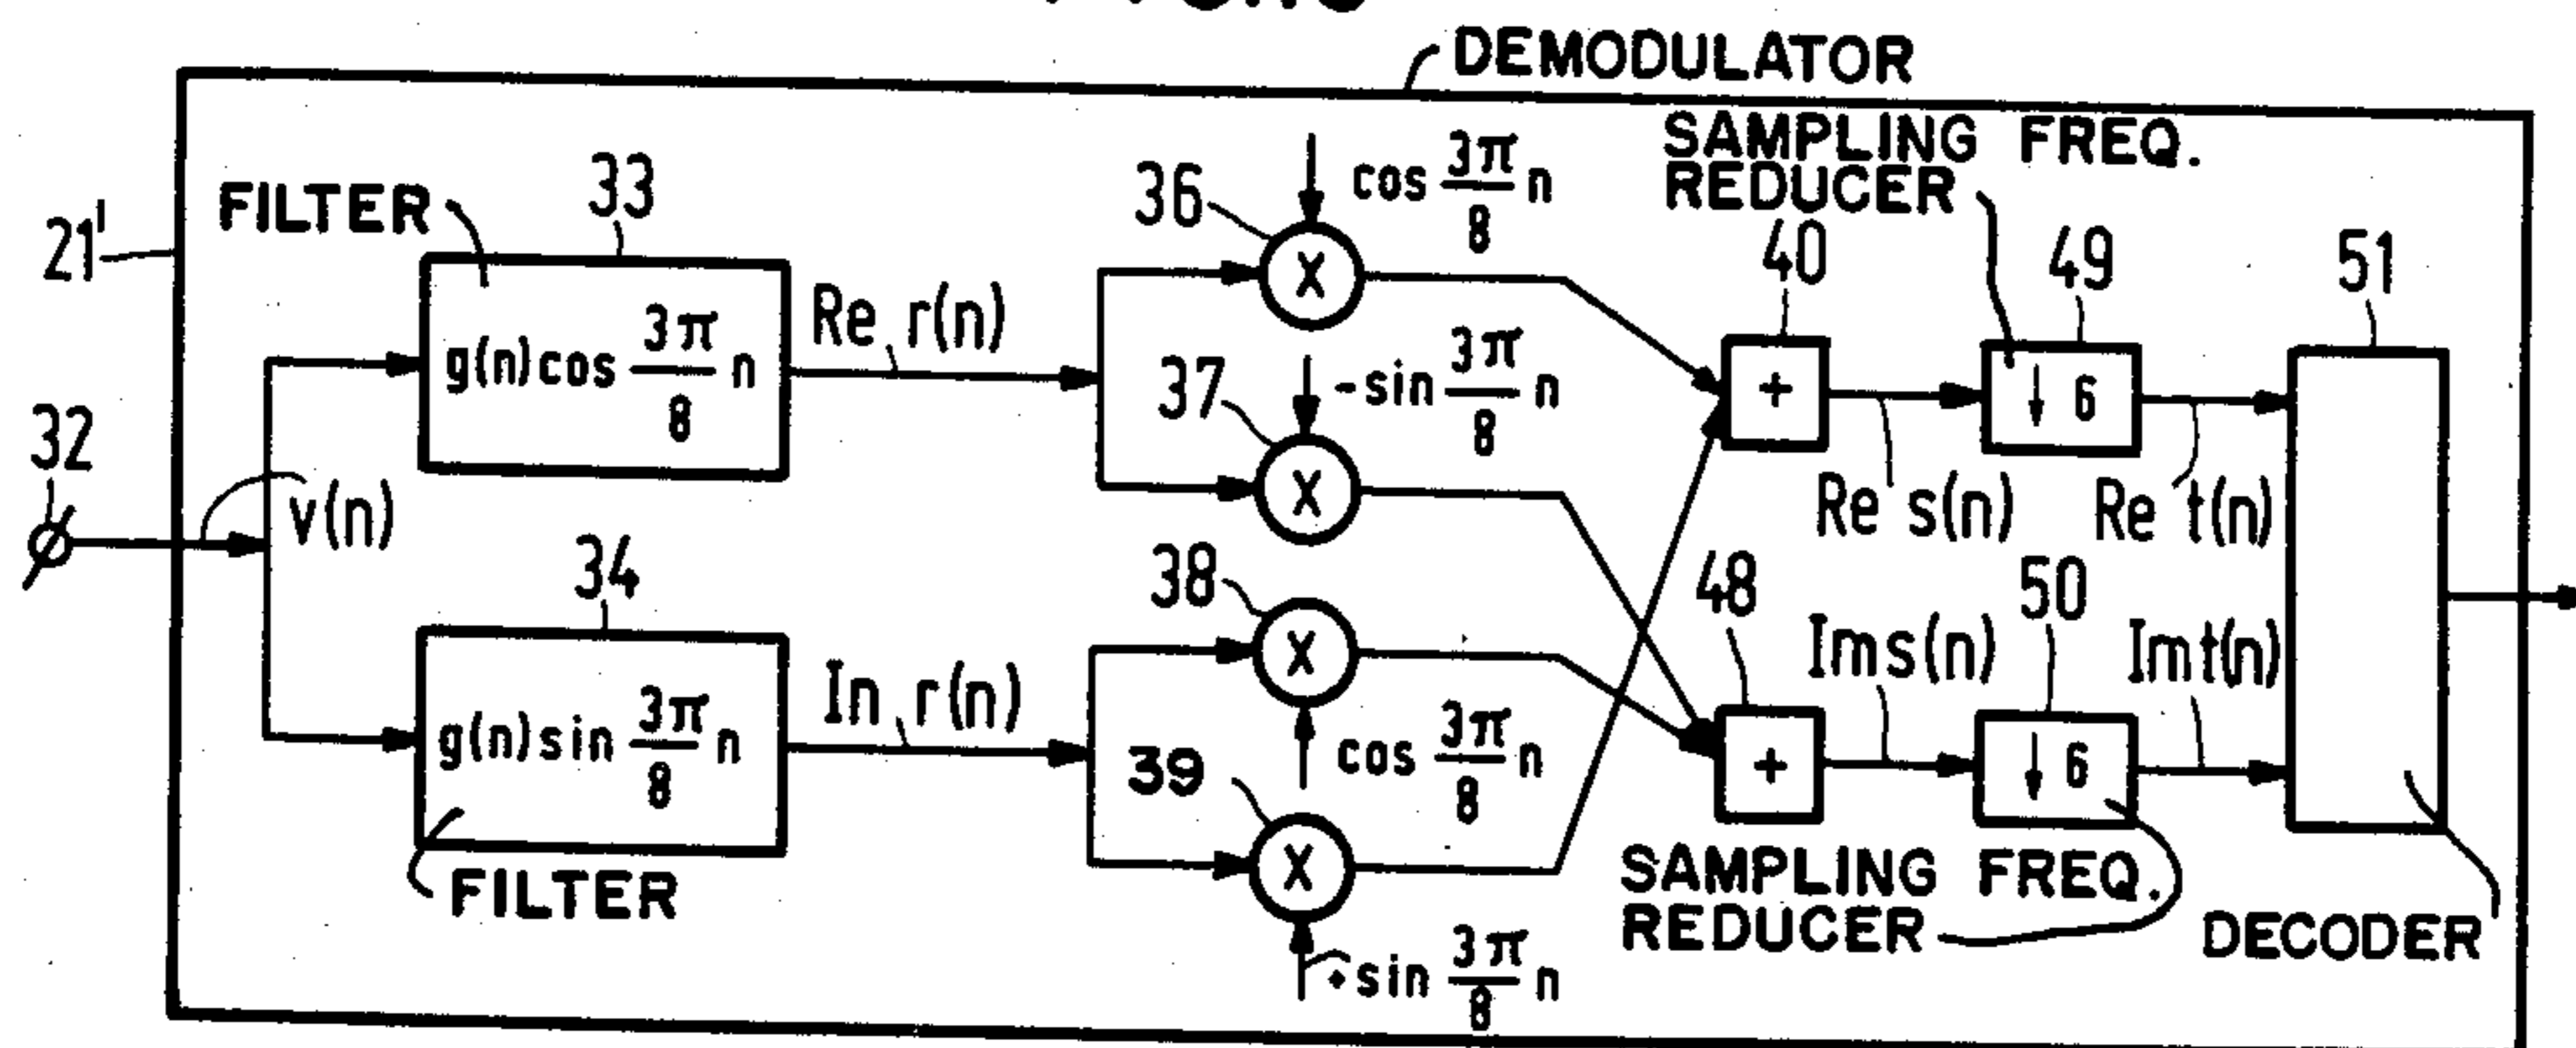 DEMODULATOR
SAMPLING FREQ.
REDUCER
21'
FILTER
33
36
cos 3π/8 n
40
49
51
g(n) cos 3π/8 n
Re r(n)
37
-sin 3π/8 n
+
↓ 6
32
v(n)
X
X
Re s(n)
Re t(n)
34
38
48
50
g(n) sin 3π/8 n
In r(n)
X
cos 3π/8 n
Im s(n)
Im t(n)
39
+
↓ 6
X
FILTER
SAMPLING FREQ.
REDUCER
DECODER
+sin 3π/8 n